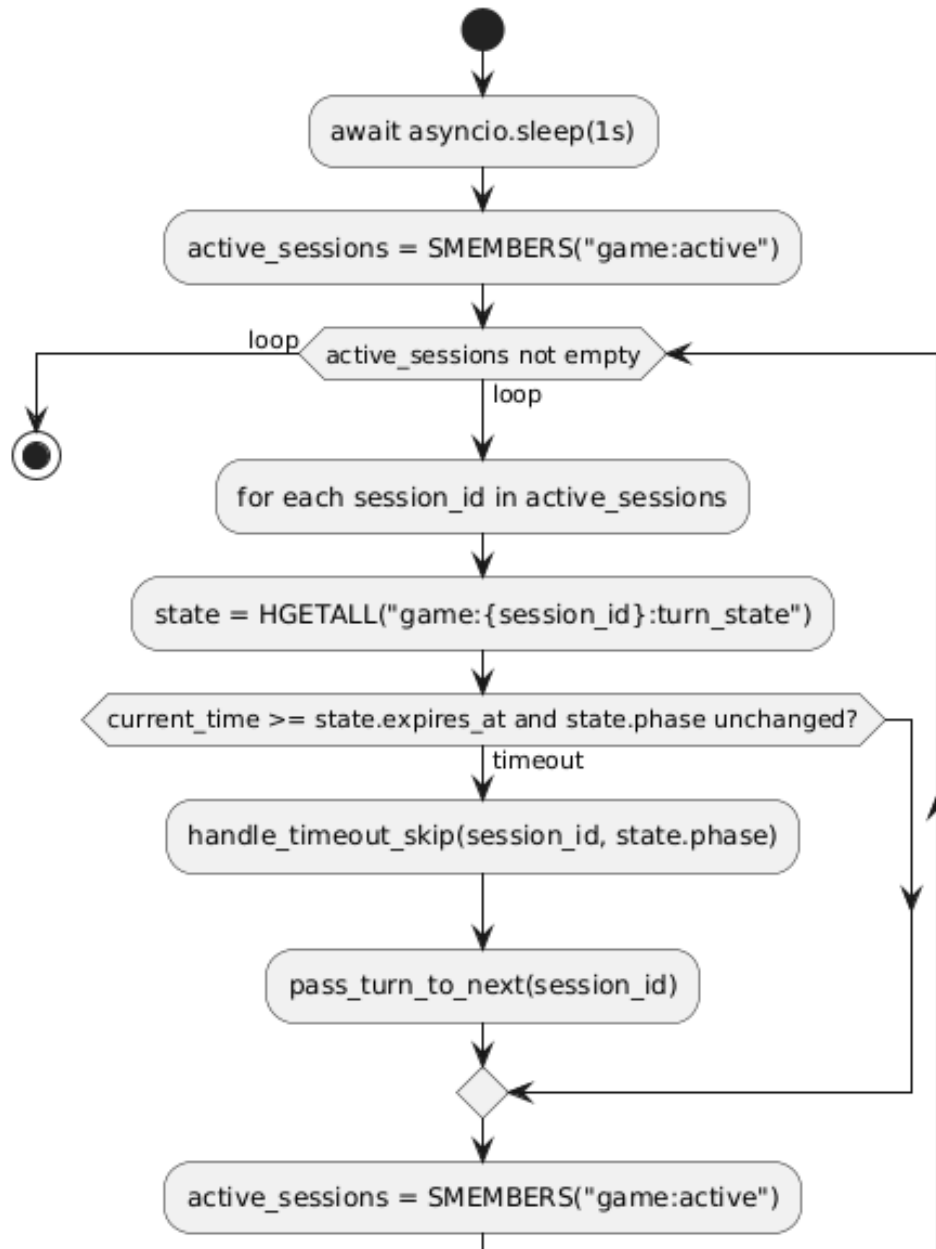 await asyncio.sleep(1s)
active_sessions = SMEMBERS("game:active")
loop
active_sessions not empty
loop
for each session_id in active_sessions
state = HGETALL("game:{session_id}:turn_state")
current_time >= state.expires_at and state.phase unchanged?
timeout
handle_timeout_skip(session_id, state.phase)
pass_turn_to_next(session_id)
active_sessions = SMEMBERS("game:active")